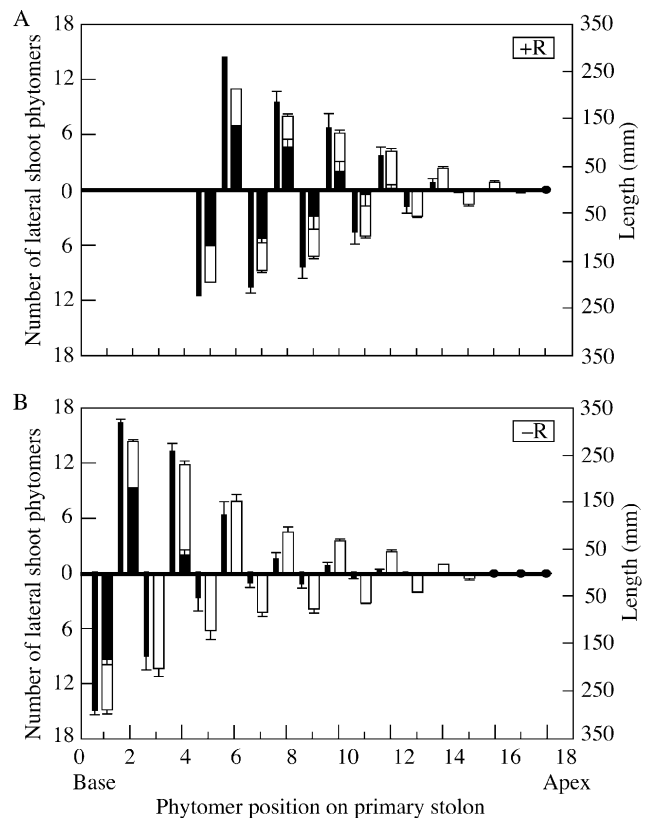 A
+R
18
12
6
0
6
12
18
Number of lateral shoot phytomers
350
250
150
50
50
150
250
350
Length (mm)
B
–R
18
12
6
0
6
12
18
Number of lateral shoot phytomers
350
250
150
50
50
150
250
350
Length (mm)
0 2 4 6 8 10 12 14 16 18
Base Apex
Phytomer position on primary stolon